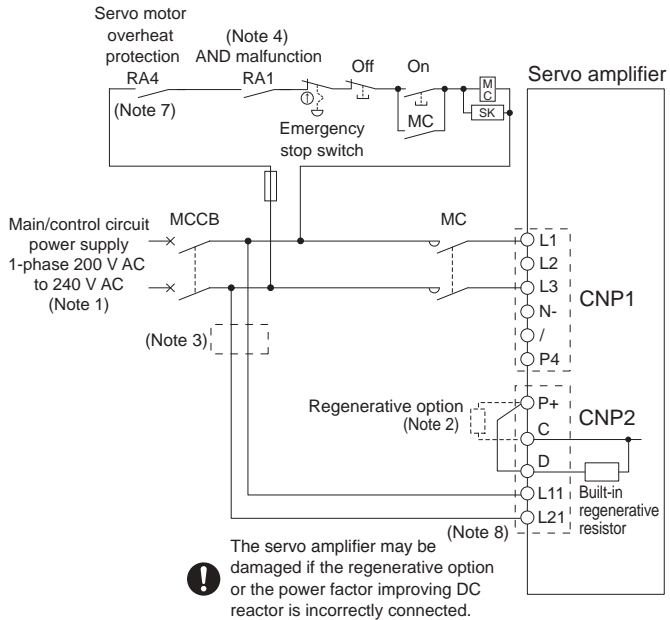 Servo motor
overheat
protection
RA4
(Note 7)
(Note 4)
AND malfunction
RA1
Emergency
stop switch
Off
On
MC
M
C
SK
Servo amplifier
Main/control circuit
power supply
1-phase 200 V AC
to 240 V AC
(Note 1)
MCCB
MC
(Note 3)
L1
L2
L3
N-
/
P4
CNP1
Regenerative option
(Note 2)
P+
C
D
L11
L21
CNP2
Built-in
regenerative
resistor
(Note 8)
The servo amplifier may be
damaged if the regenerative option
or the power factor improving DC
reactor is incorrectly connected.